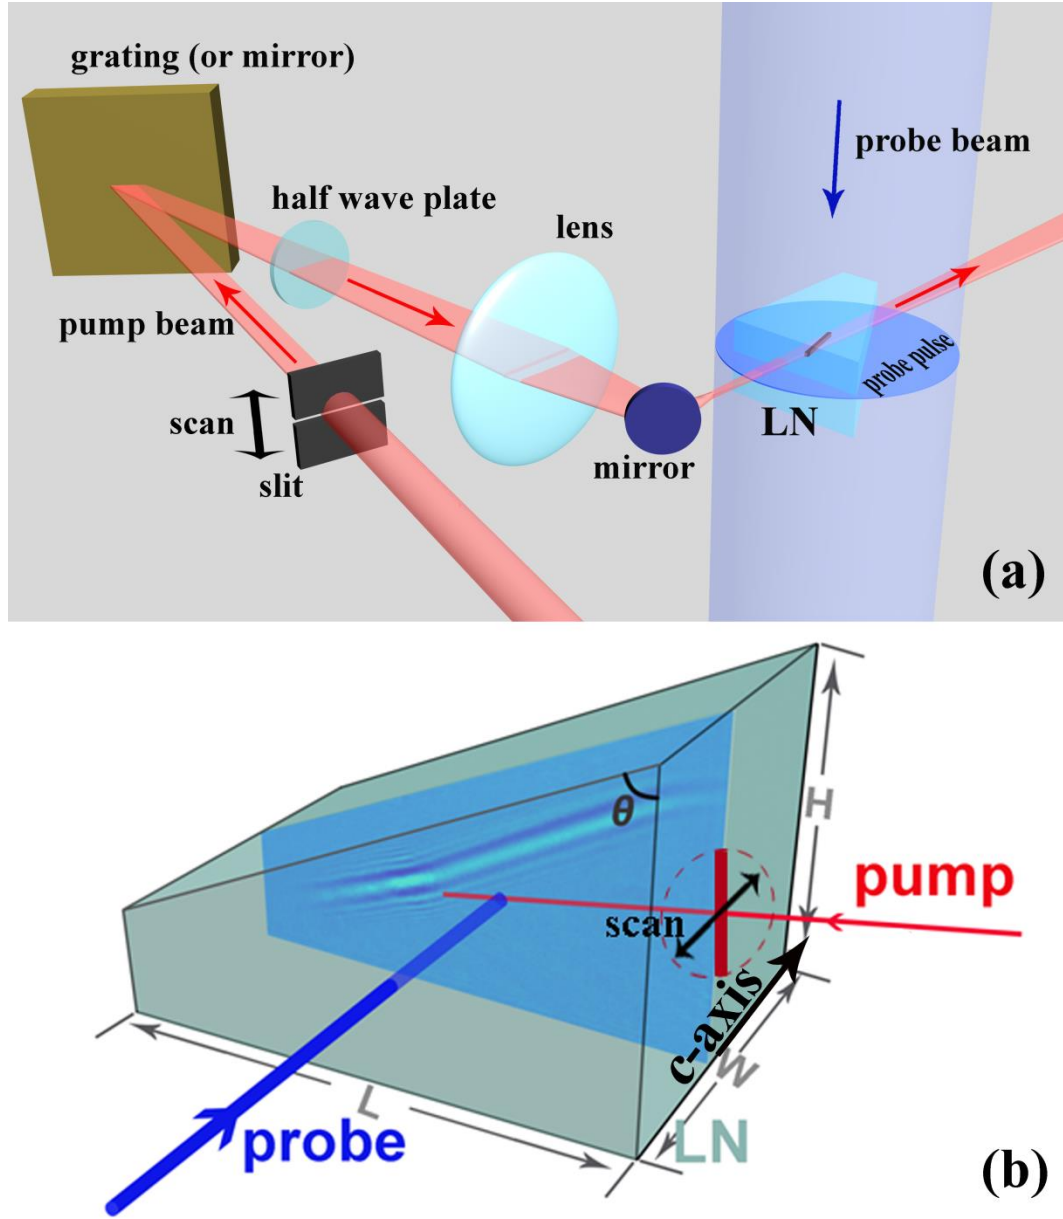 grating (or mirror)
probe beam
half wave plate
lens
pump beam
probe pulse
scan
LN
mirror
slit
(a)
θ
H
pump
scan
c-axis
W
L
probe
LN
(b)